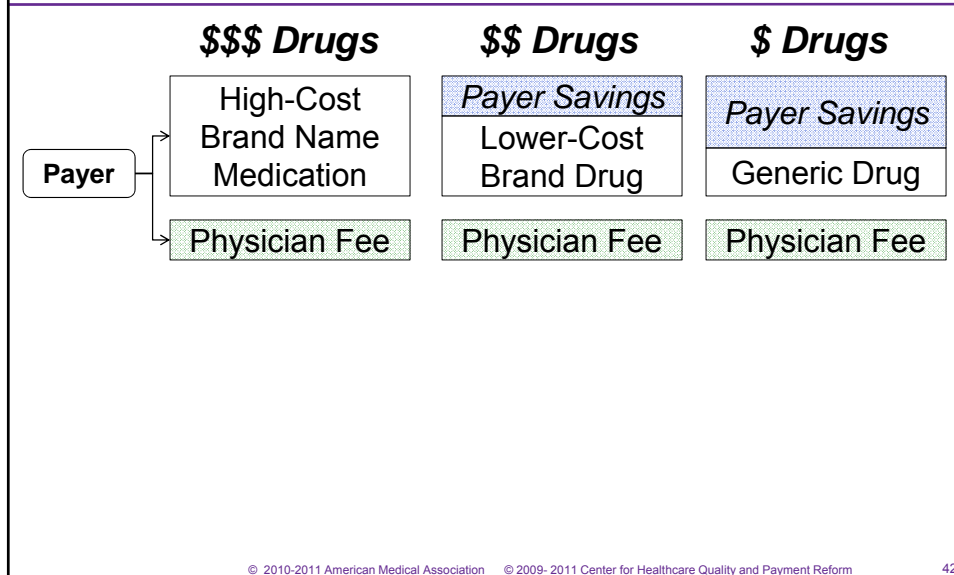 $$$ Drugs
$$ Drugs
$ Drugs
Payer
High-Cost
Brand Name
Medication
Payer Savings
Lower-Cost
Brand Drug
Payer Savings
Generic Drug
Physician Fee
Physician Fee
Physician Fee
© 2010-2011 American Medical Association © 2009- 2011 Center for Healthcare Quality and Payment Reform
42